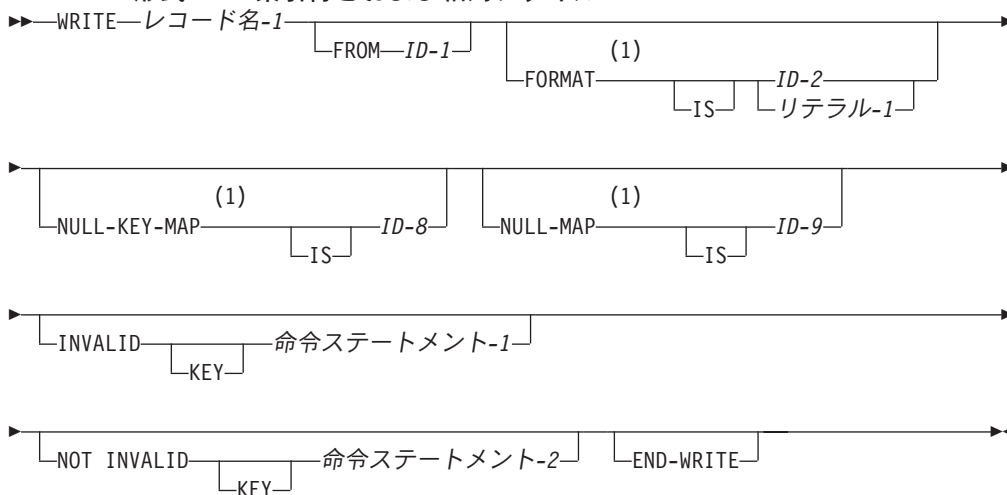 WRITE レコード名-1
FROM ID-1
(1)
FORMAT ID-2
IS リテラル-1
(1) (1)
NULL-KEY-MAP ID-8 NULL-MAP ID-9
IS IS
INVALID 命令ステートメント-1
KEY
NOT INVALID 命令ステートメント-2 END-WRITE
KEY